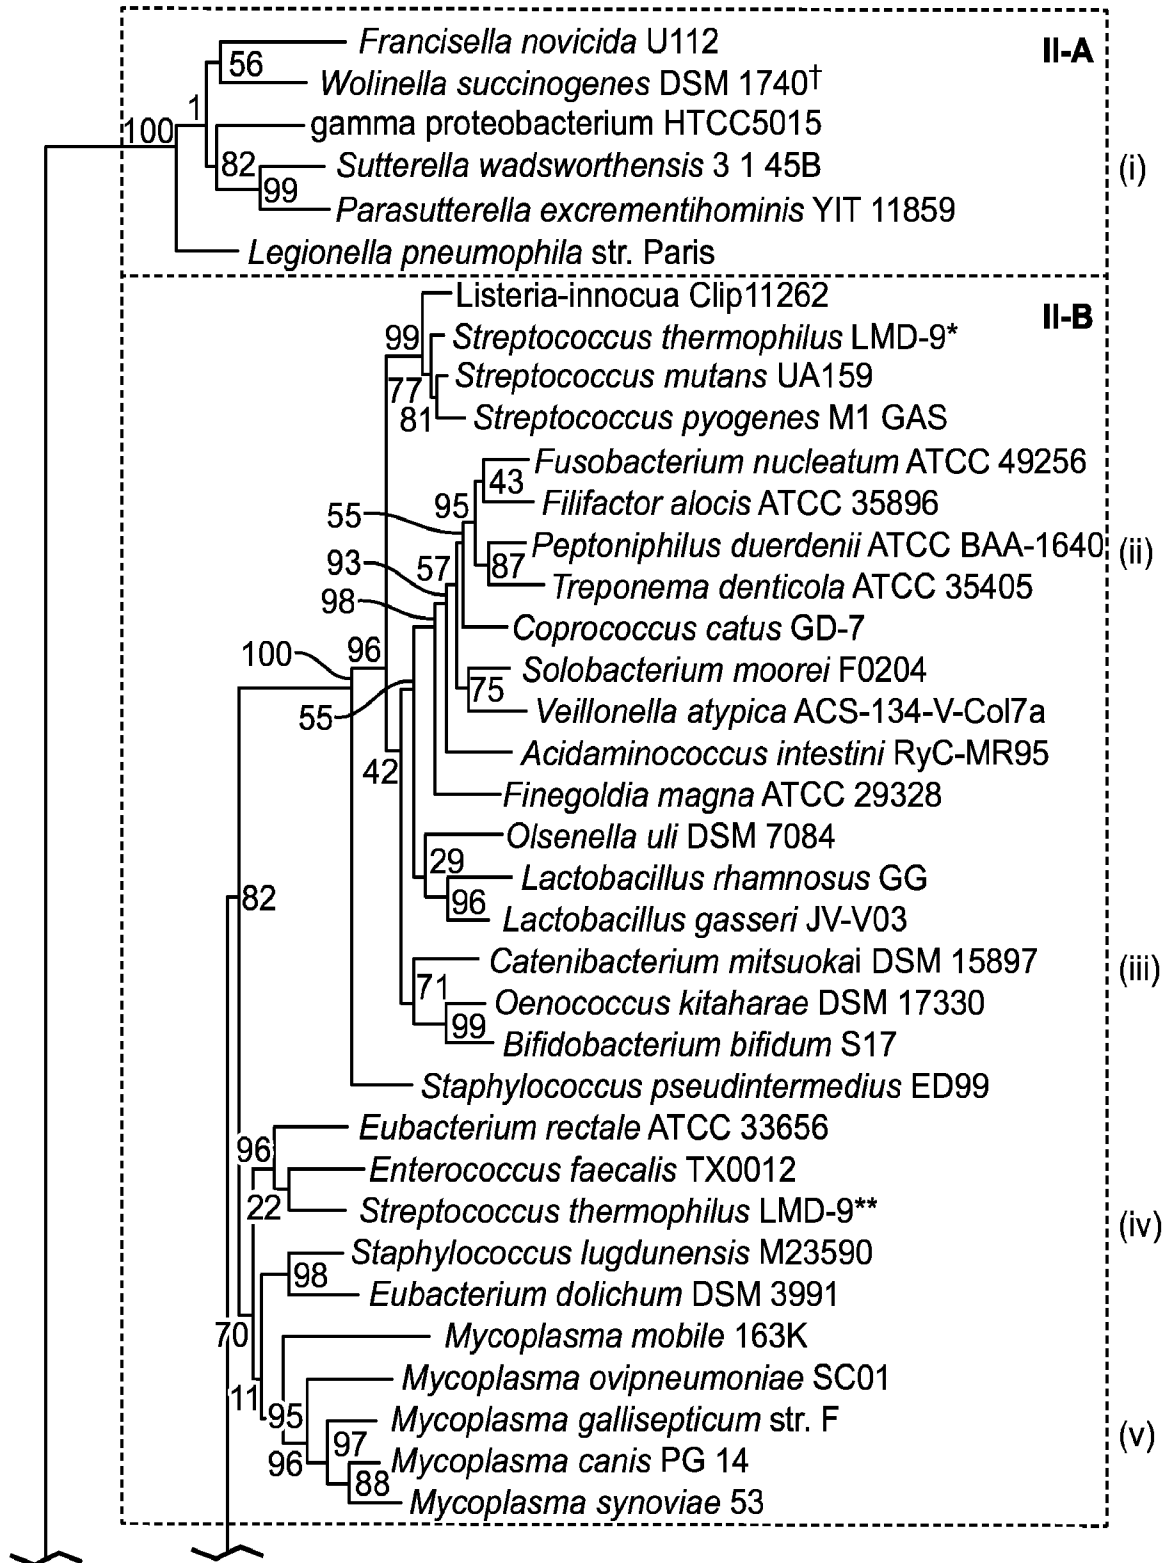 Francisella novicida U112
II-A
56
Wolinella succinogenes DSM 1740†
1
gamma proteobacterium HTCC5015
100
82
Sutterella wadsworthensis 3 1 45B
(i)
99
Parasutterella excrementihominis YIT 11859
Legionella pneumophila str. Paris
Listeria-innocua Clip11262
II-B
99
Streptococcus thermophilus LMD-9*
Streptococcus mutans UA159
77
81
Streptococcus pyogenes M1 GAS
Fusobacterium nucleatum ATCC 49256
43
95
Filifactor alocis ATCC 35896
55
Peptoniphilus duerdenii ATCC BAA-1640
(ii)
93
57
87
Treponema denticola ATCC 35405
98
Coprococcus catus GD-7
100
96
Solobacterium moorei F0204
75
55
Veillonella atypica ACS-134-V-Col7a
Acidaminococcus intestini RyC-MR95
42
Finegoldia magna ATCC 29328
Olsenella uli DSM 7084
29
Lactobacillus rhamnosus GG
82
96
Lactobacillus gasseri JV-V03
Catenibacterium mitsuokai DSM 15897
(iii)
71
Oenococcus kitaharae DSM 17330
99
Bifidobacterium bifidum S17
Staphylococcus pseudintermedius ED99
Eubacterium rectale ATCC 33656
96
Enterococcus faecalis TX0012
22
Streptococcus thermophilus LMD-9**
(iv)
Staphylococcus lugdunensis M23590
98
Eubacterium dolichum DSM 3991
70
Mycoplasma mobile 163K
Mycoplasma ovipneumoniae SC01
11
95
Mycoplasma gallisepticum str. F
(v)
97
96
Mycoplasma canis PG 14
88
Mycoplasma synoviae 53